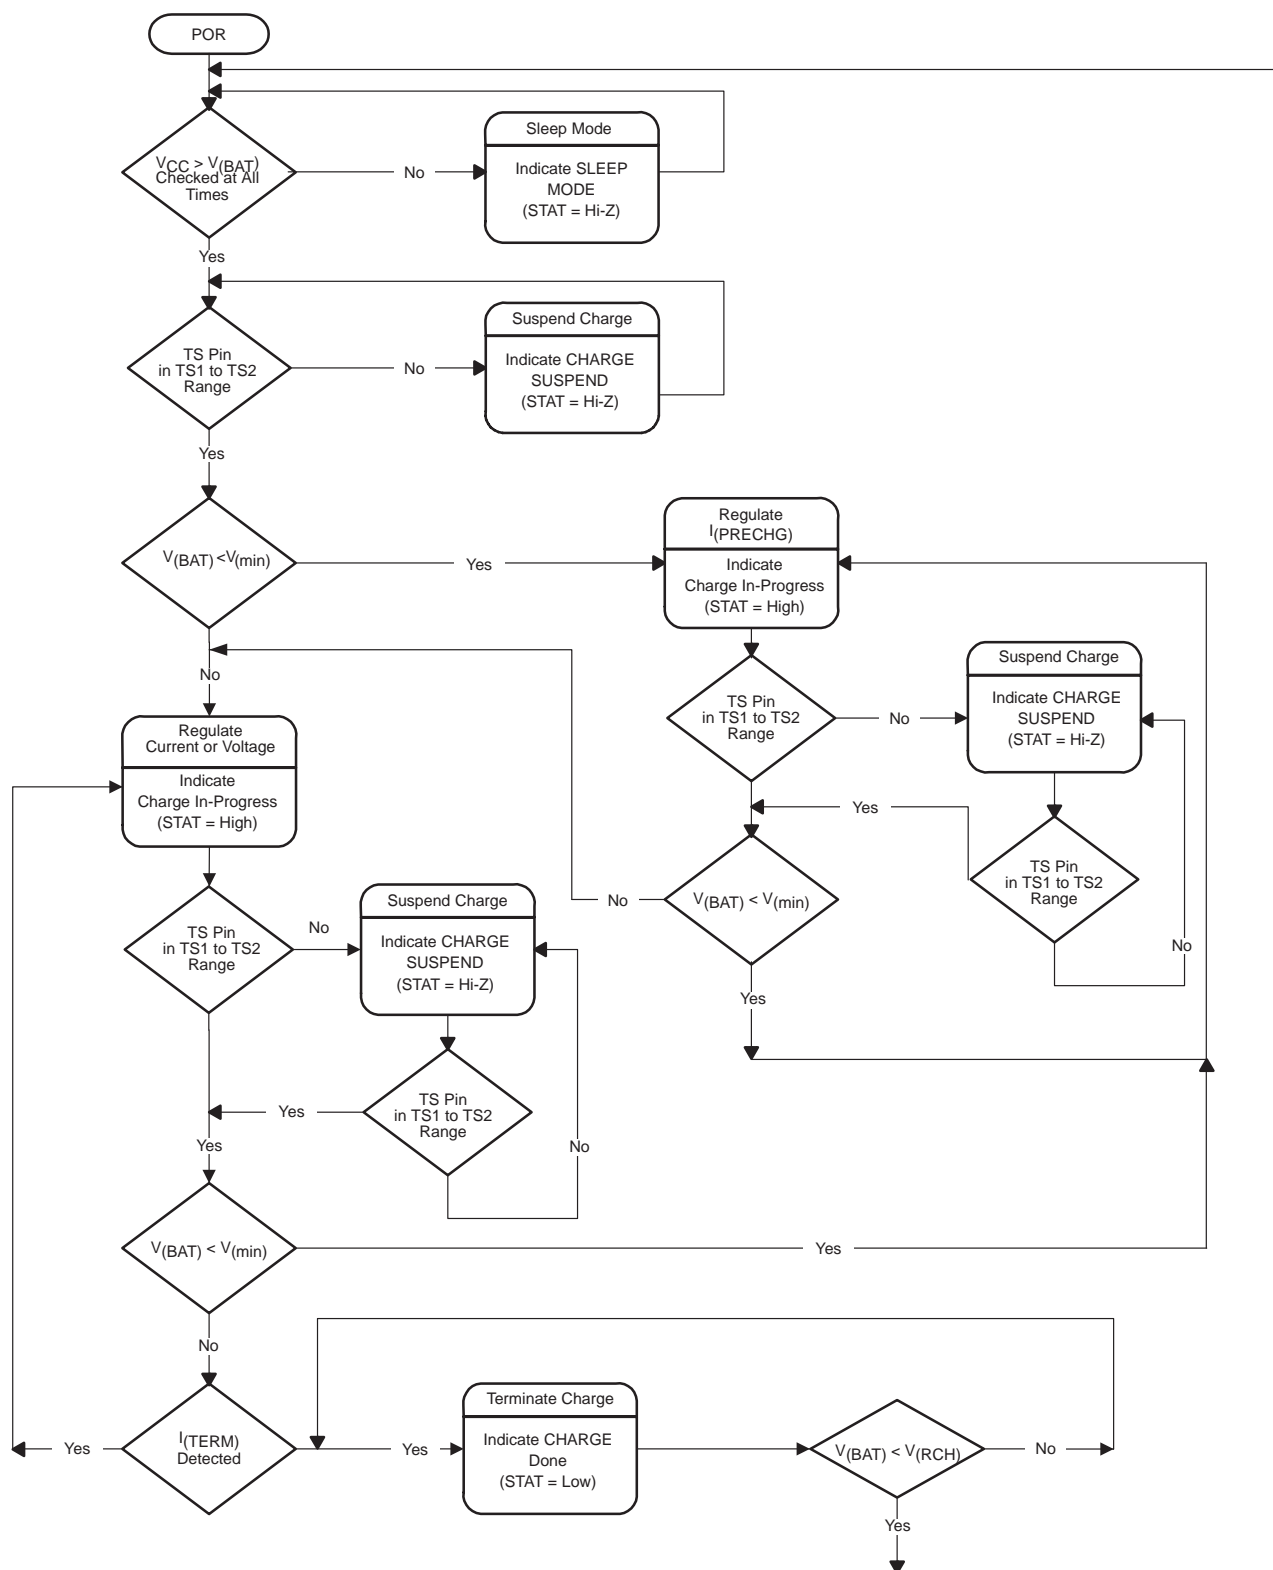 POR
VCC > V(BAT)
Checked at All
Times
No
Sleep Mode
Indicate SLEEP
MODE
(STAT = Hi-Z)
Yes
TS Pin
in TS1 to TS2
Range
No
Suspend Charge
Indicate CHARGE
SUSPEND
(STAT = Hi-Z)
Yes
V(BAT) <V(min)
Yes
Regulate
I(PRECHG)
Indicate
Charge In-Progress
(STAT = High)
No
TS Pin
in TS1 to TS2
Range
No
Suspend Charge
Indicate CHARGE
SUSPEND
(STAT = Hi-Z)
Regulate
Current or Voltage
Indicate
Charge In-Progress
(STAT = High)
Yes
TS Pin
in TS1 to TS2
Range
No
V(BAT) < V(min)
No
Yes
TS Pin
in TS1 to TS2
Range
No
Suspend Charge
Indicate CHARGE
SUSPEND
(STAT = Hi-Z)
TS Pin
in TS1 to TS2
Range
Yes
No
Yes
V(BAT) < V(min)
Yes
No
I(TERM)
Detected
Yes
Yes
Terminate Charge
Indicate CHARGE
Done
(STAT = Low)
V(BAT) < V(RCH)
No
Yes